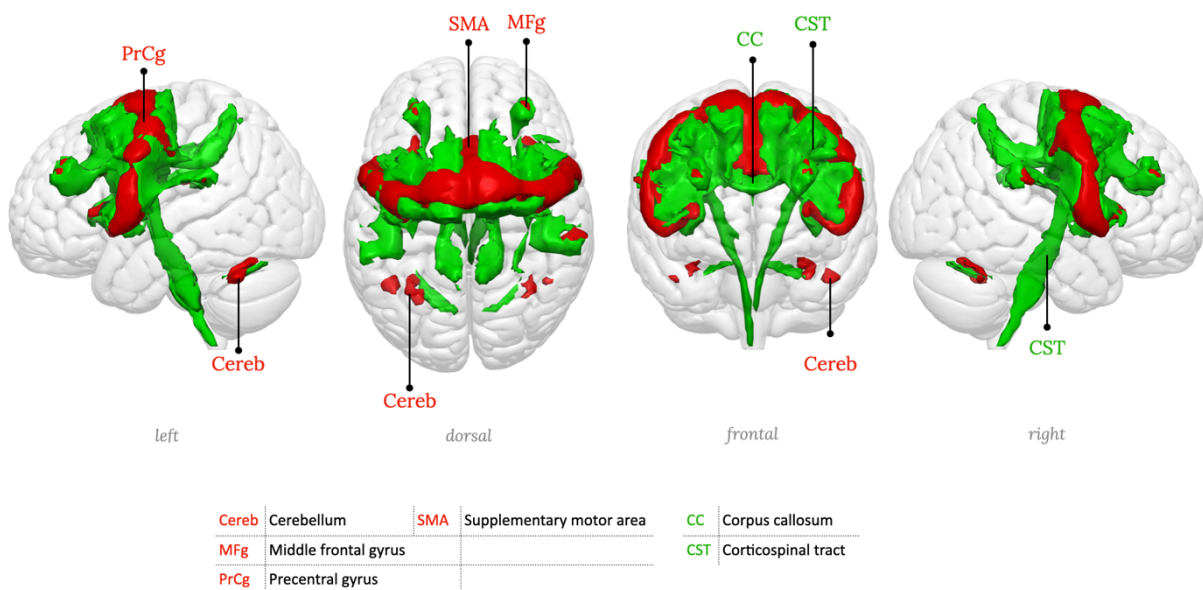 SMA MFg
CC CST
PrCg
Cereb
Cereb
Cereb
CST
left dorsal frontal right
Cereb Cerebellum SMA Supplementary motor area CC Corpus callosum
MFg Middle frontal gyrus CST Corticospinal tract
PrCg Precentral gyrus